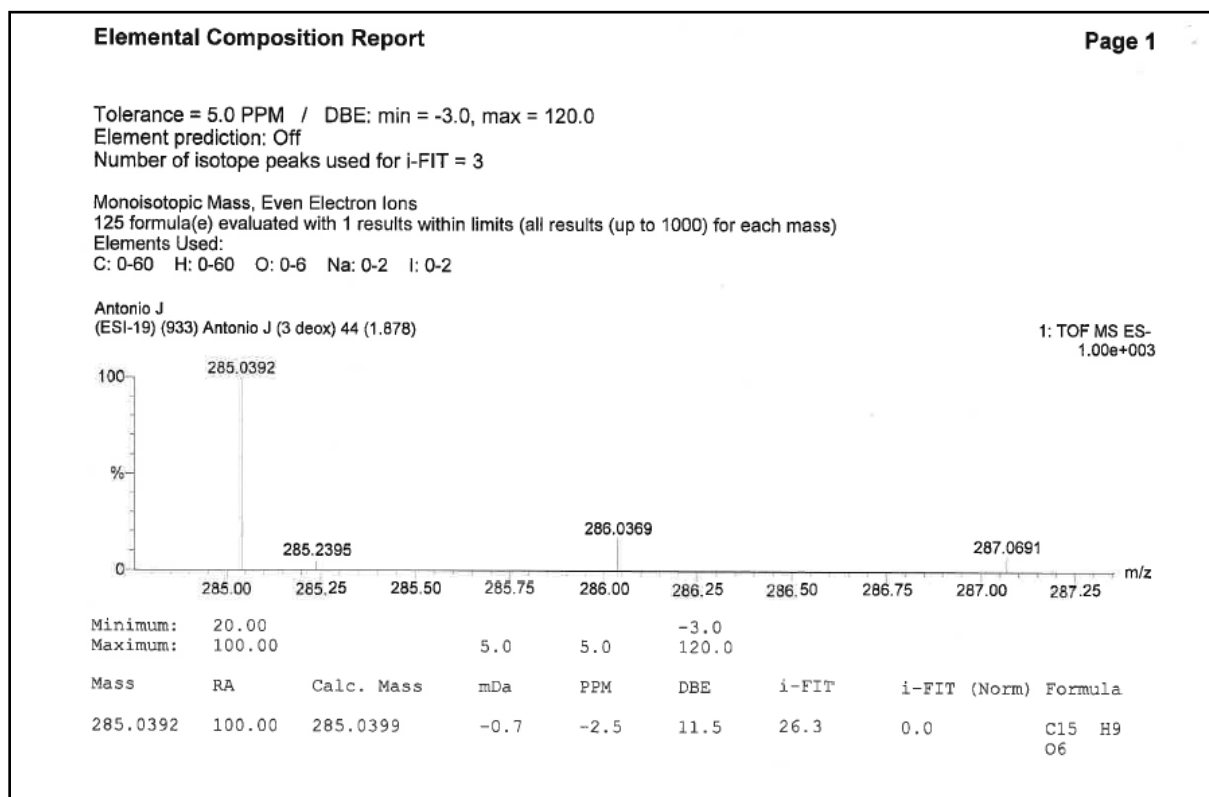 Elemental Composition Report Page 1
Tolerance = 5.0 PPM / DBE: min = -3.0, max = 120.0
Element prediction: Off
Number of isotope peaks used for i-FIT = 3
Monoisotopic Mass, Even Electron Ions
125 formula(e) evaluated with 1 results within limits (all results (up to 1000) for each mass)
Elements Used:
C: 0-60 H: 0-60 O: 0-6 Na: 0-2 I: 0-2
Antonio J
(ESI-19) (933) Antonio J (3 deox) 44 (1.878)
1: TOF MS ES-
1.00e+003
100
285.0392
%
286.0369
285.2395
287.0691
0
m/z
285.00 285.25 285.50 285.75 286.00 286.25 286.50 286.75 287.00 287.25
Minimum: 20.00 -3.0
Maximum: 100.00 5.0 5.0 120.0
Mass RA Calc. Mass mDa PPM DBE i-FIT i-FIT (Norm) Formula
285.0392 100.00 285.0399 -0.7 -2.5 11.5 26.3 0.0 C15 H9
O6